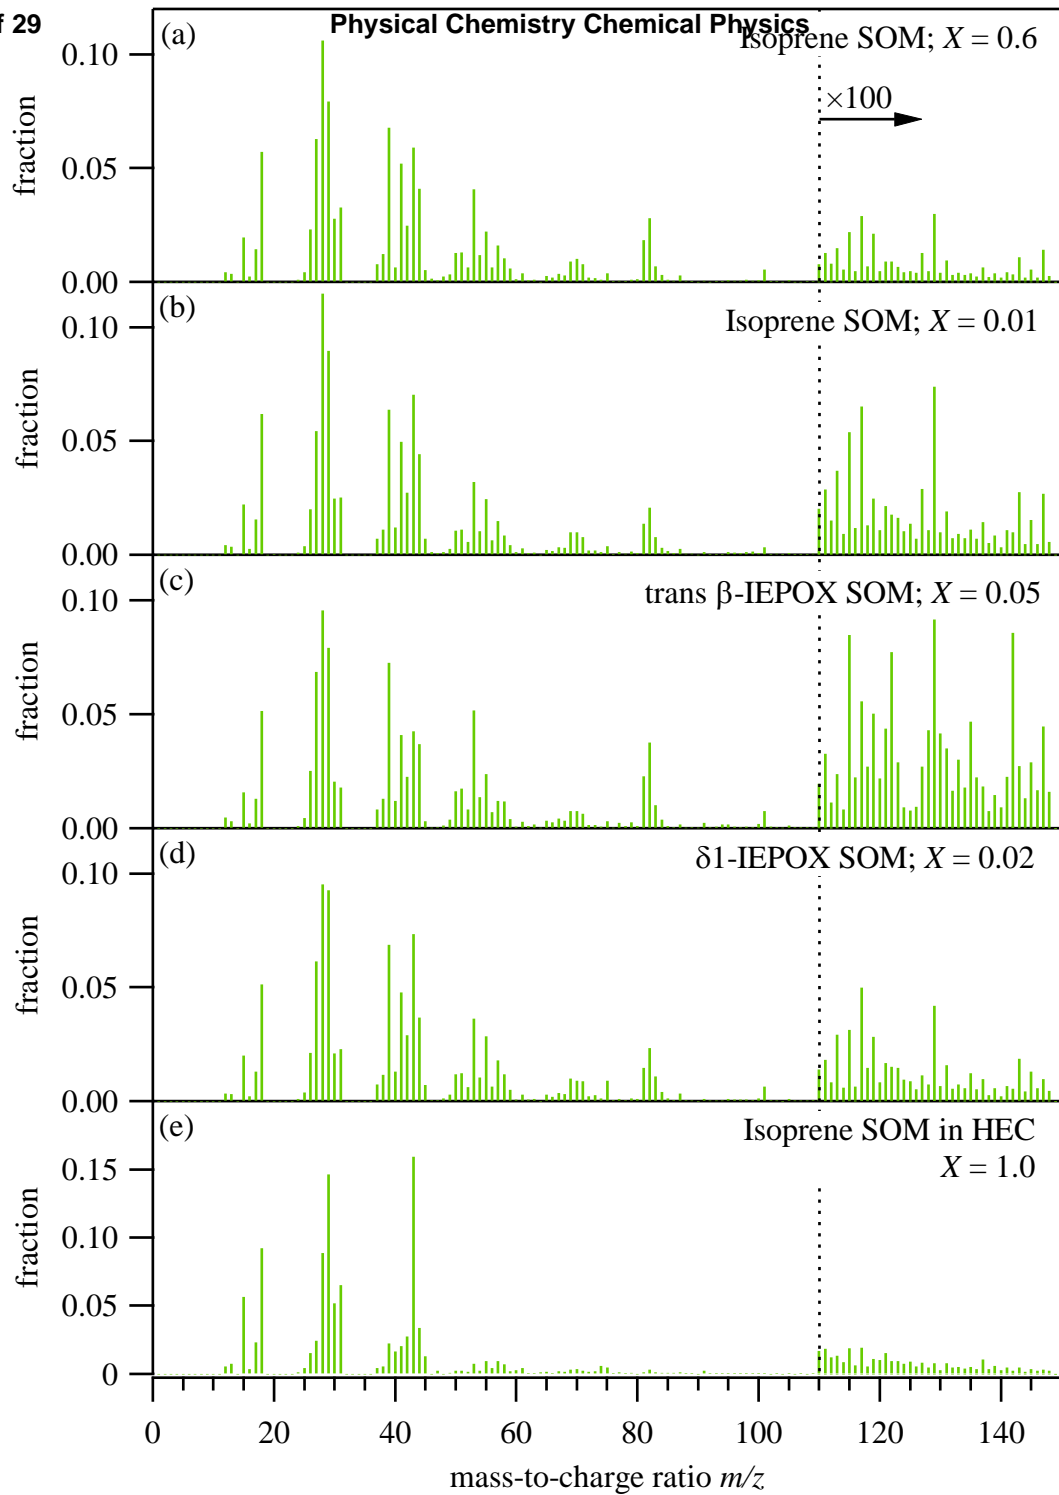 f 29
Physical Chemistry Chemical Physics
(a)
Isoprene SOM; X = 0.6
×100
0.10
0.05
0.00
fraction
(b)
Isoprene SOM; X = 0.01
0.10
0.05
0.00
fraction
(c)
trans β-IEPOX SOM; X = 0.05
0.10
0.05
0.00
fraction
(d)
δ1-IEPOX SOM; X = 0.02
0.10
0.05
0.00
fraction
(e)
Isoprene SOM in HEC
X = 1.0
0.15
0.10
0.05
0
fraction
0 20 40 60 80 100 120 140
mass-to-charge ratio m/z